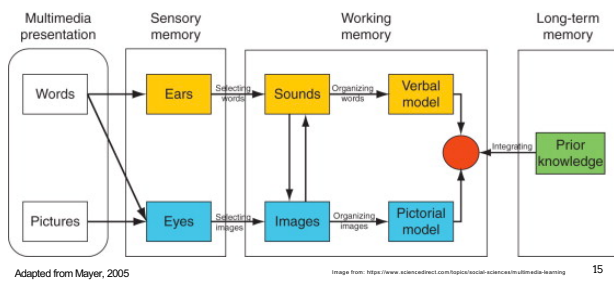 Multimedia
presentation
Sensory
memory
Working
memory
Long-term
memory
Words
Ears
Selecting
words
Sounds
Organizing
words
Verbal
model
Integrating
Prior
knowledge
Pictures
Eyes
Selecting
images
Images
Organizing
images
Pictorial
model
Adapted from Mayer, 2005
Image from: https://www.sciencedirect.com/topics/social-sciences/multimedia-learning
15